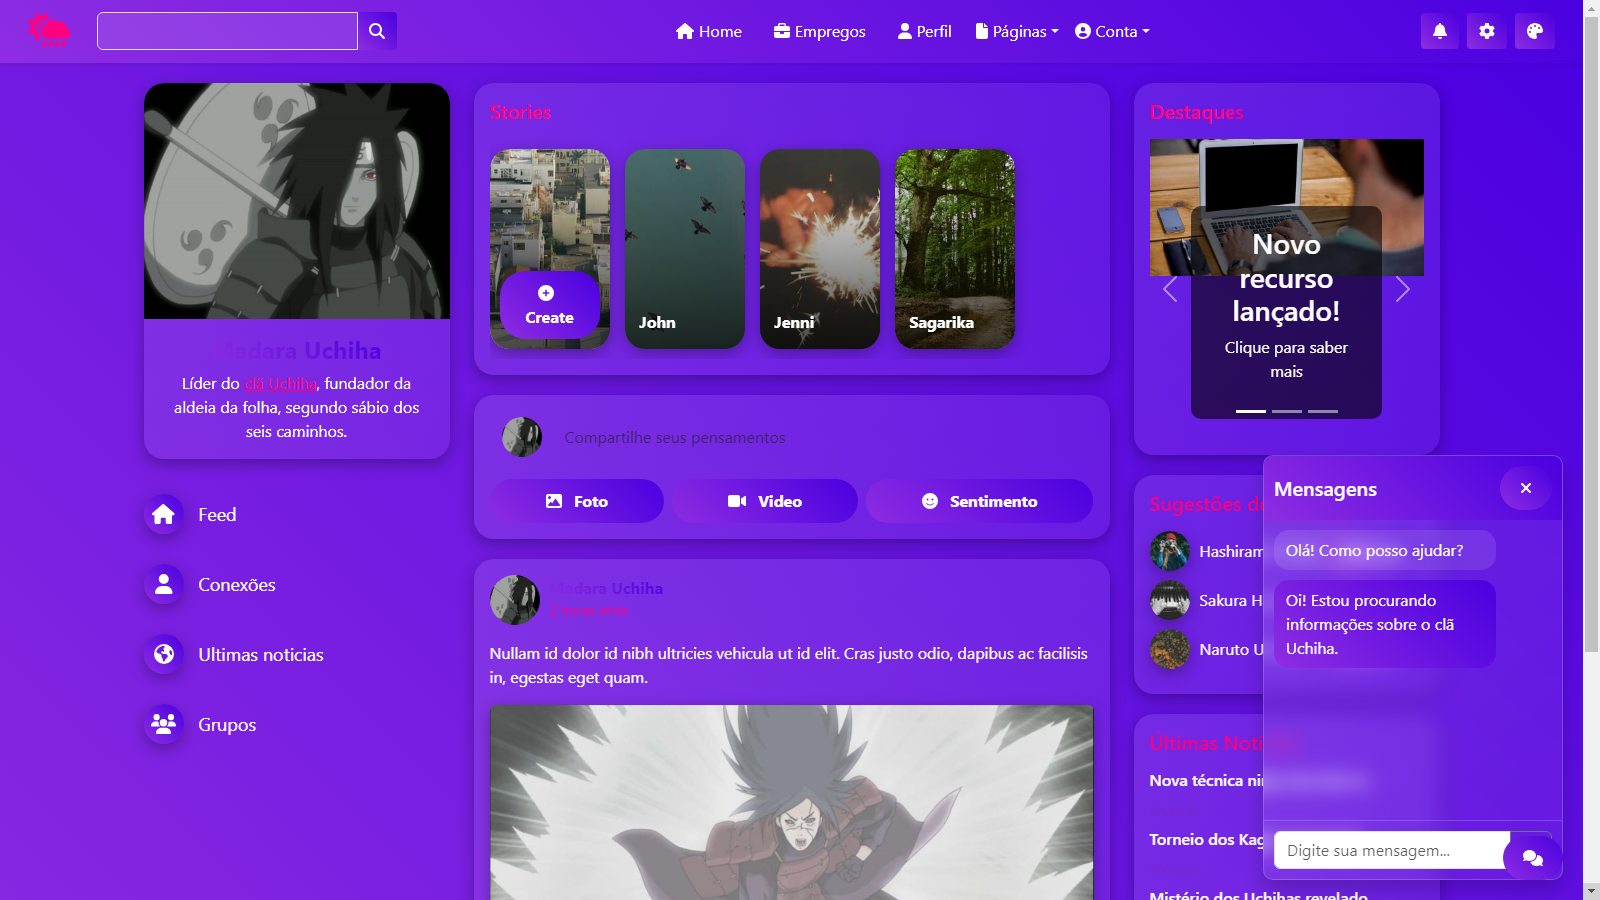 Home
Empregos
Perfil
Páginas
Conta
Madara Uchiha
Líder do clã Uchiha, fundador da
aldeia da folha, segundo sábio dos
seis caminhos.
Feed
Conexões
Ultimas noticias
Grupos
Stories
Create
John
Jenni
Sagarika
Compartilhe seus pensamentos
Foto
Video
Sentimento
Madara Uchiha
2 horas atrás
Nullam id dolor id nibh ultricies vehicula ut id elit. Cras justo odio, dapibus ac facilisis
in, egestas eget quam.
Destaques
Novo
recurso
lançado!
Clique para saber
mais
Sugestões de
Hashiram
Sakura H
Naruto U
Ultimas Noti
Nova técnica nin
Torneio dos Kag
Mistério dos Uchihas revelado
Mensagens
Olá! Como posso ajudar?
Oi! Estou procurando
informações sobre o clã
Uchiha.
Digite sua mensagem...